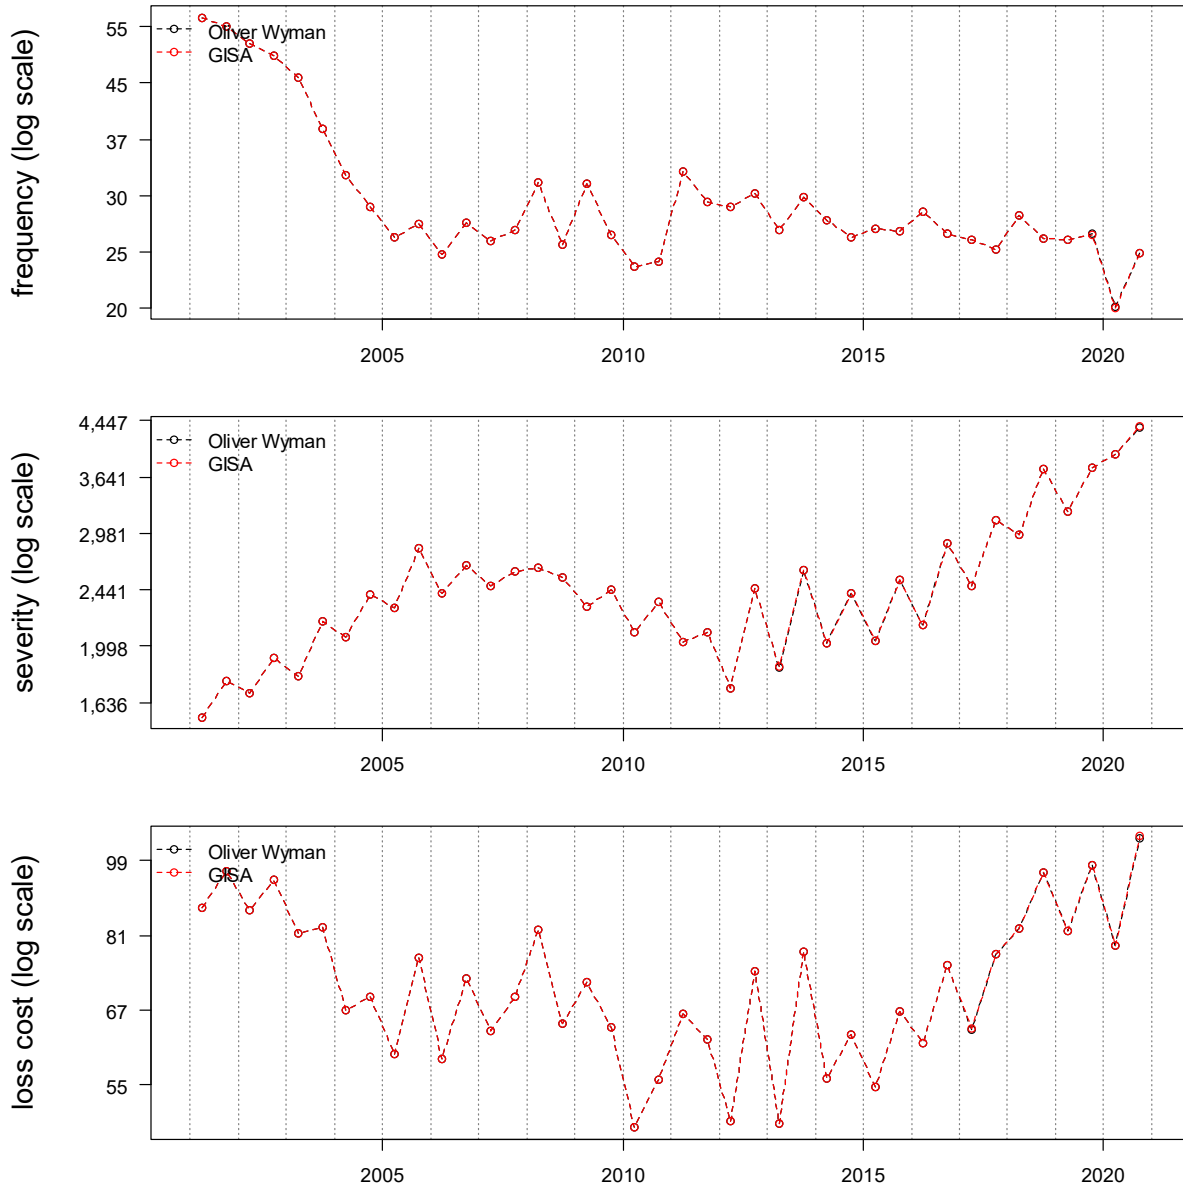 frequency (log scale)
55
45
37
30
25
20
Oliver Wyman
GISA
2005 2010 2015 2020
severity (log scale)
4,447
3,641
2,981
2,441
1,998
1,636
Oliver Wyman
GISA
2005 2010 2015 2020
loss cost (log scale)
99
81
67
55
Oliver Wyman
GISA
2005 2010 2015 2020